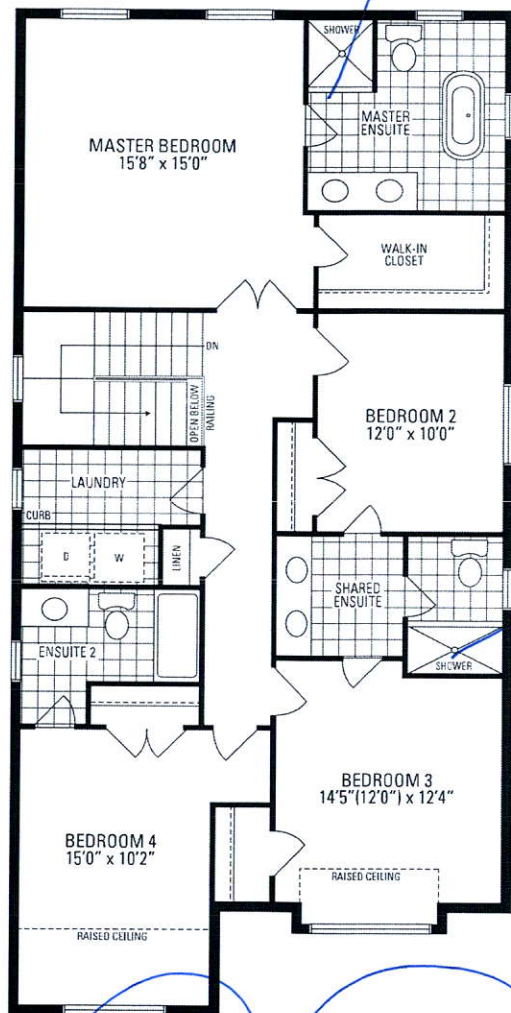 SHOWER
MASTER BEDROOM
15'8" x 15'0"
MASTER
ENSUITE
WALK-IN
CLOSET
DN
OPEN BELOW
RAILING
BEDROOM 2
12'0" x 10'0"
LAUNDRY
CURB
D
W
LINEN
SHARED
ENSUITE
ENSUITE 2
SHOWER
BEDROOM 3
14'5"(12'0") x 12'4"
BEDROOM 4
15'0" x 10'2"
RAISED CEILING
RAISED CEILING